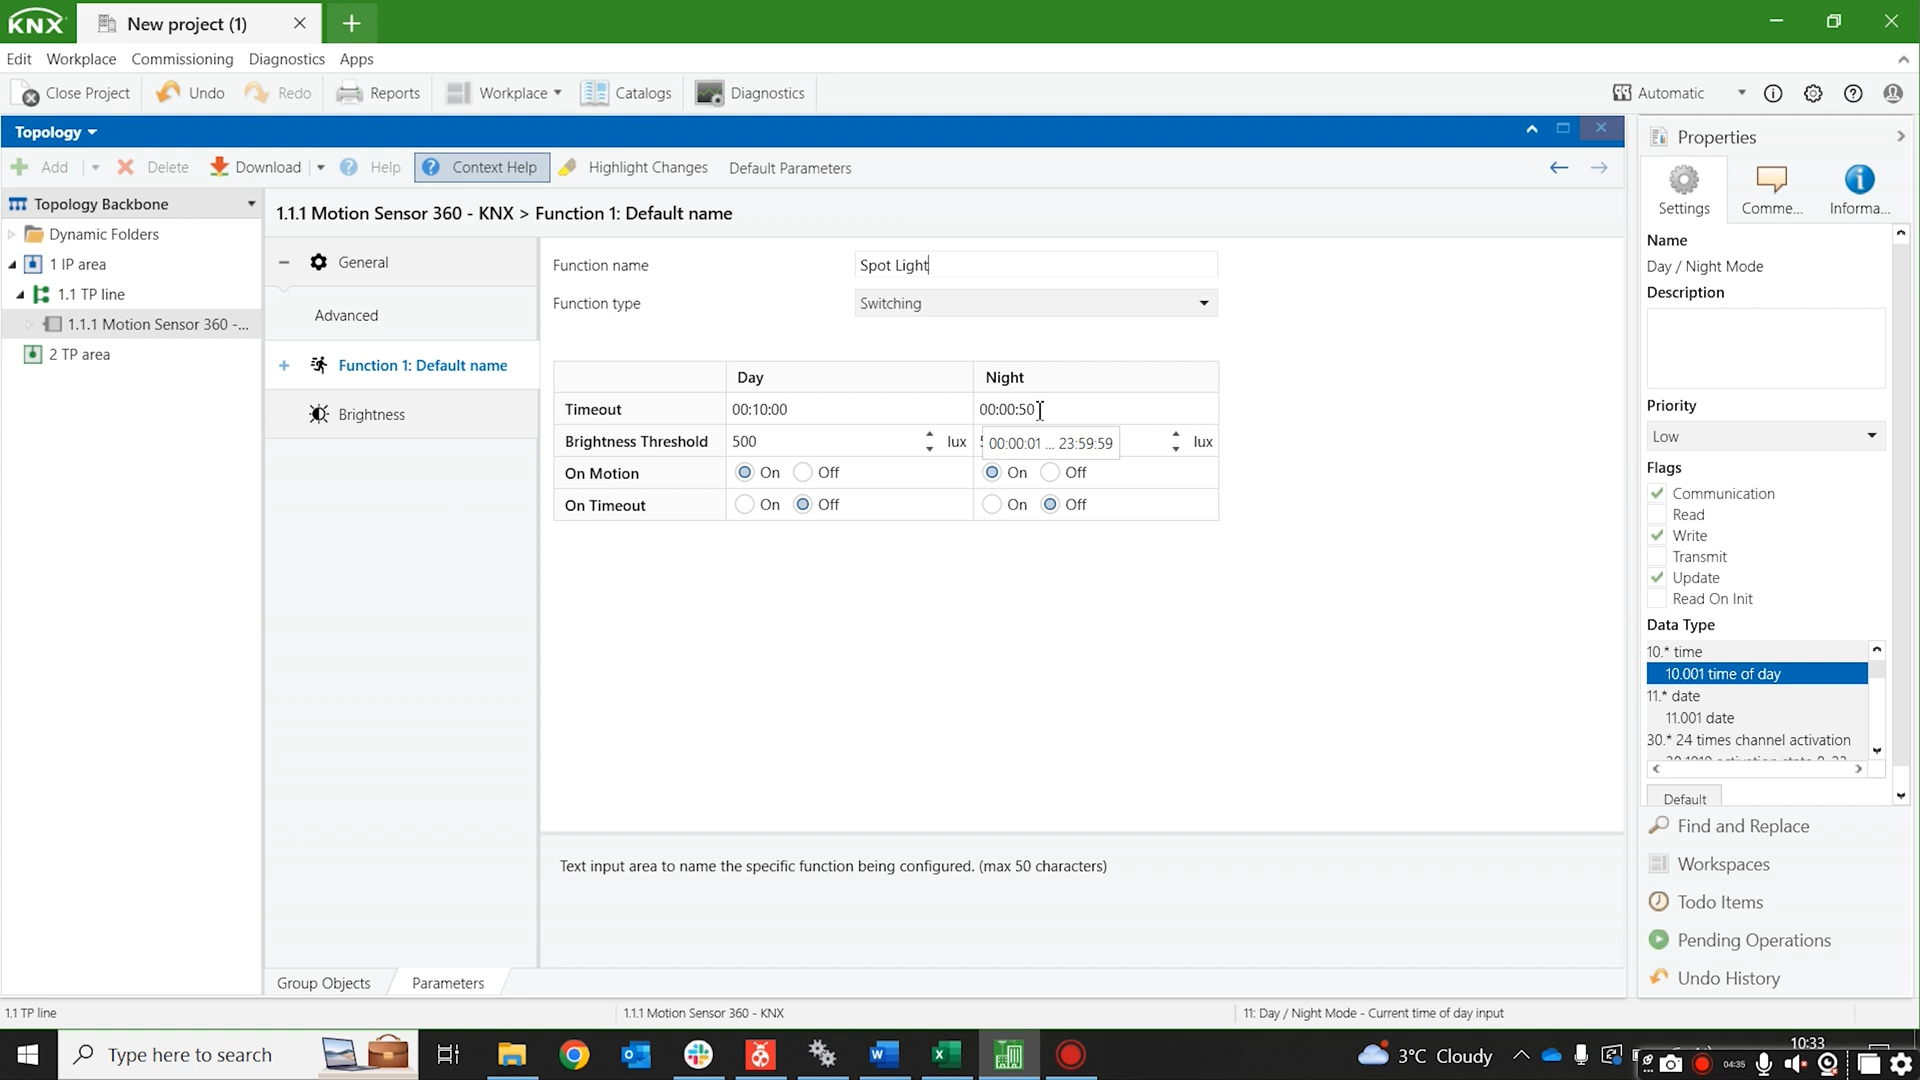 KNX New project (1)
Edit Workplace Commissioning Diagnostics Apps
Close Project Undo Redo Reports Workplace Catalogs Diagnostics Automatic
Topology
Add Delete Download Help Context Help Highlight Changes Default Parameters
Topology Backbone
Dynamic Folders
1 IP area
1.1 TP line
1.1.1 Motion Sensor 360 -...
2 TP area
1.1.1 Motion Sensor 360 - KNX > Function 1: Default name
General
Advanced
Function 1: Default name
Brightness
Function name Spot Light
Function type Switching
Day Night
Timeout 00:10:00 00:00:50
Brightness Threshold 500 lux lux
00:00:01 ... 23:59:59
On Motion On Off On Off
On Timeout On Off On Off
Text input area to name the specific function being configured. (max 50 characters)
Group Objects Parameters
Properties
Settings Comme... Informa...
Name
Day / Night Mode
Description
Priority
Low
Flags
Communication
Read
Write
Transmit
Update
Read On Init
Data Type
10.* time
10.001 time of day
11.* date
11.001 date
30.* 24 times channel activation
Default
Find and Replace
Workspaces
Todo Items
Pending Operations
Undo History
1.1 TP line 1.1.1 Motion Sensor 360 - KNX 11: Day / Night Mode - Current time of day input
Type here to search 3°C Cloudy 10:33
04:35